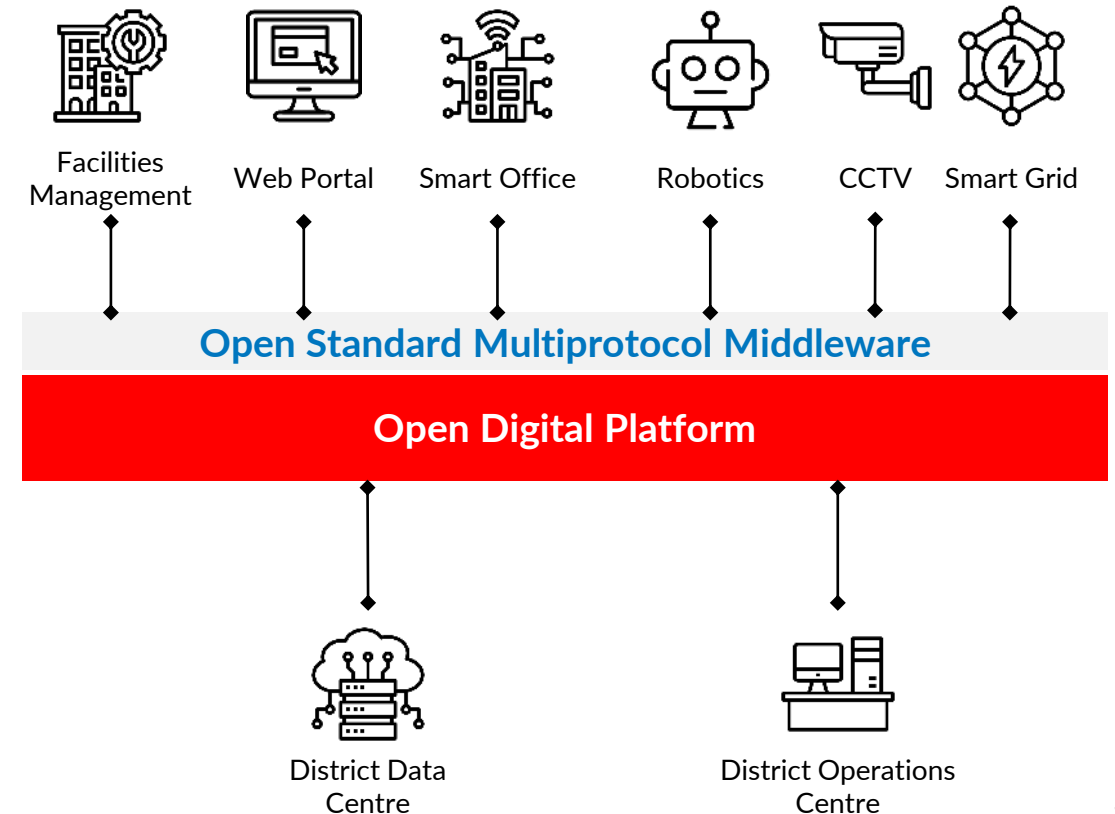 Facilities
Management
Web Portal
Smart Office
Robotics
CCTV
Smart Grid
Open Standard Multiprotocol Middleware
Open Digital Platform
District Data
Centre
District Operations
Centre